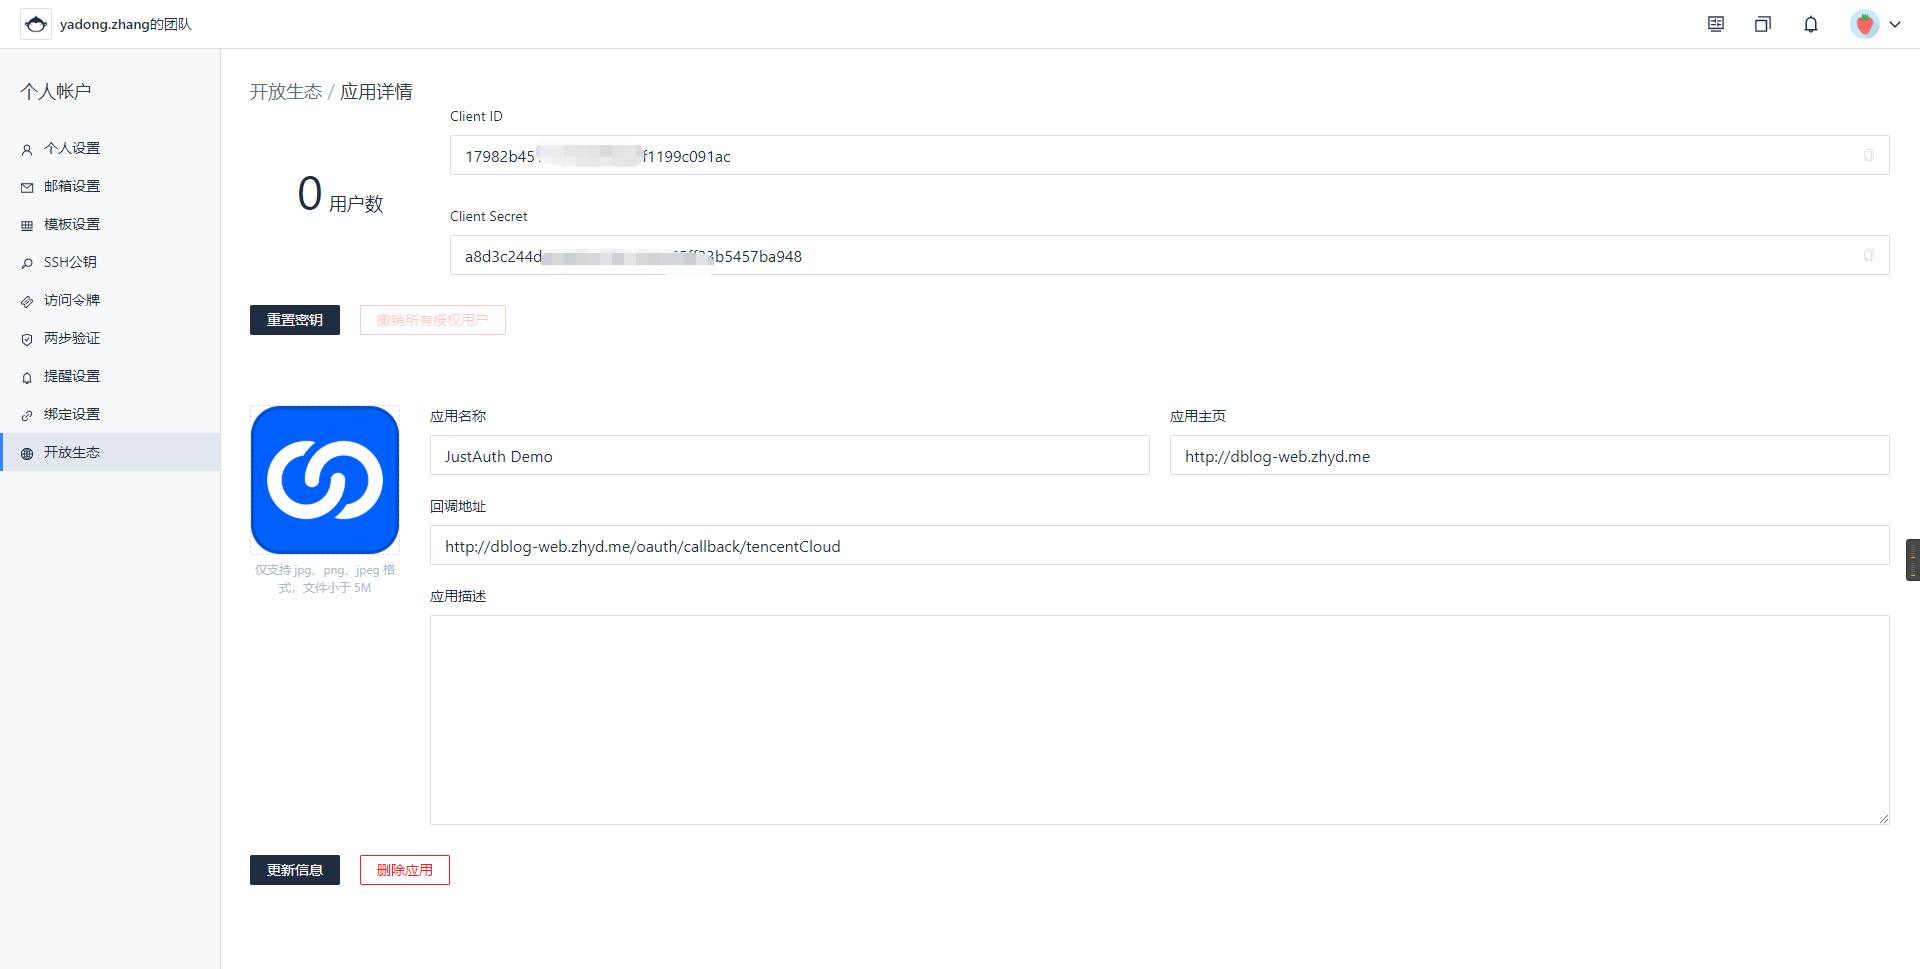 yadong.zhang的团队
个人帐户
个人设置
邮箱设置
模板设置
SSH公钥
访问令牌
两步验证
提醒设置
绑定设置
开放生态
开放生态 / 应用详情
0 用户数
Client ID
17982b45 f1199c091ac
Client Secret
a8d3c244d b5457ba948
重置密钥
撤销所有授权用户
仅支持 jpg、png、jpeg 格
式，文件小于 5M
应用名称
JustAuth Demo
应用主页
http://dblog-web.zhyd.me
回调地址
http://dblog-web.zhyd.me/oauth/callback/tencentCloud
应用描述
更新信息
删除应用